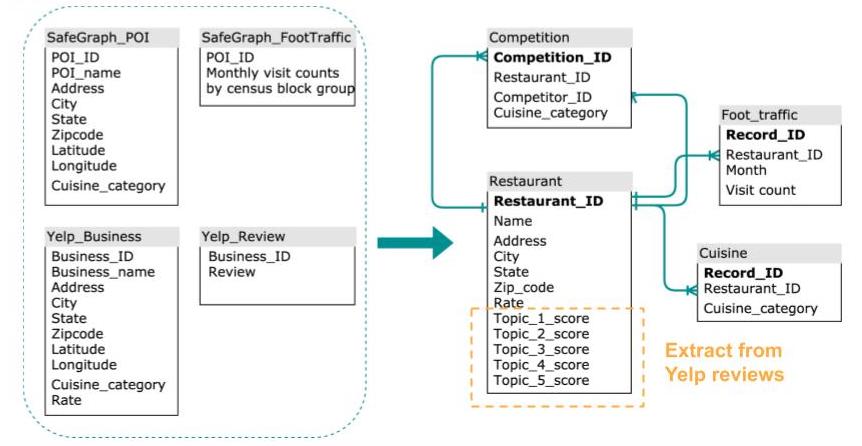 SafeGraph_POI
POI_ID
POI_name
Address
City
State
Zipcode
Latitude
Longitude
Cuisine_category
SafeGraph_FootTraffic
POI_ID
Monthly visit counts
by census block group
Yelp_Business
Business_ID
Business_name
Address
City
State
Zipcode
Latitude
Longitude
Cuisine_category
Rate
Yelp_Review
Business_ID
Review
Competition
Competition_ID
Restaurant_ID
Competitor_ID
Cuisine_category
Restaurant
Restaurant_ID
Name
Address
City
State
Zip_code
Rate
Topic_1_score
Topic_2_score
Topic_3_score
Topic_4_score
Topic_5_score
Foot_traffic
Record_ID
Restaurant_ID
Month
Visit count
Cuisine
Record_ID
Restaurant_ID
Cuisine_category
Extract from
Yelp reviews